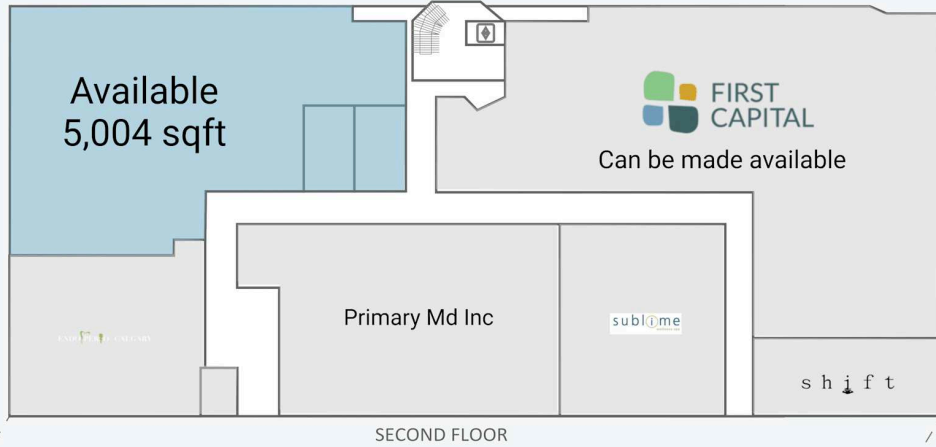 Available
5,004 sqft
FIRST
CAPITAL
Can be made available
Primary Md Inc
sublime
shift
SECOND FLOOR